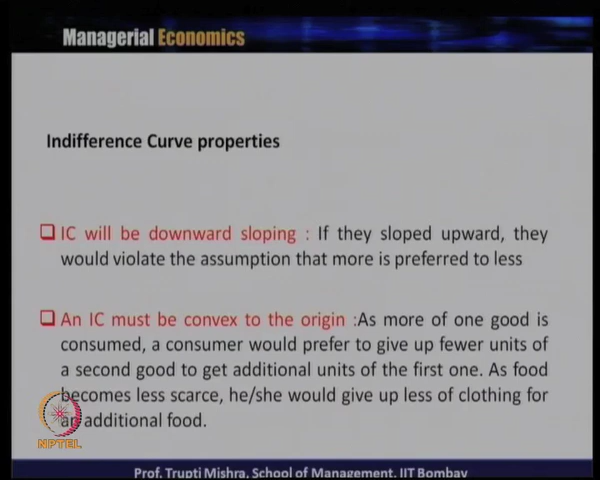 Managerial Economics
Indifference Curve properties
IC will be downward sloping : If they sloped upward, they
would violate the assumption that more is preferred to less
An IC must be convex to the origin :As more of one good is
consumed, a consumer would prefer to give up fewer units of
a second good to get additional units of the first one. As food
becomes less scarce, he/she would give up less of clothing for
an additional food.
NPTEL
Prof. Trupti Mishra, School of Management, IIT Bombay